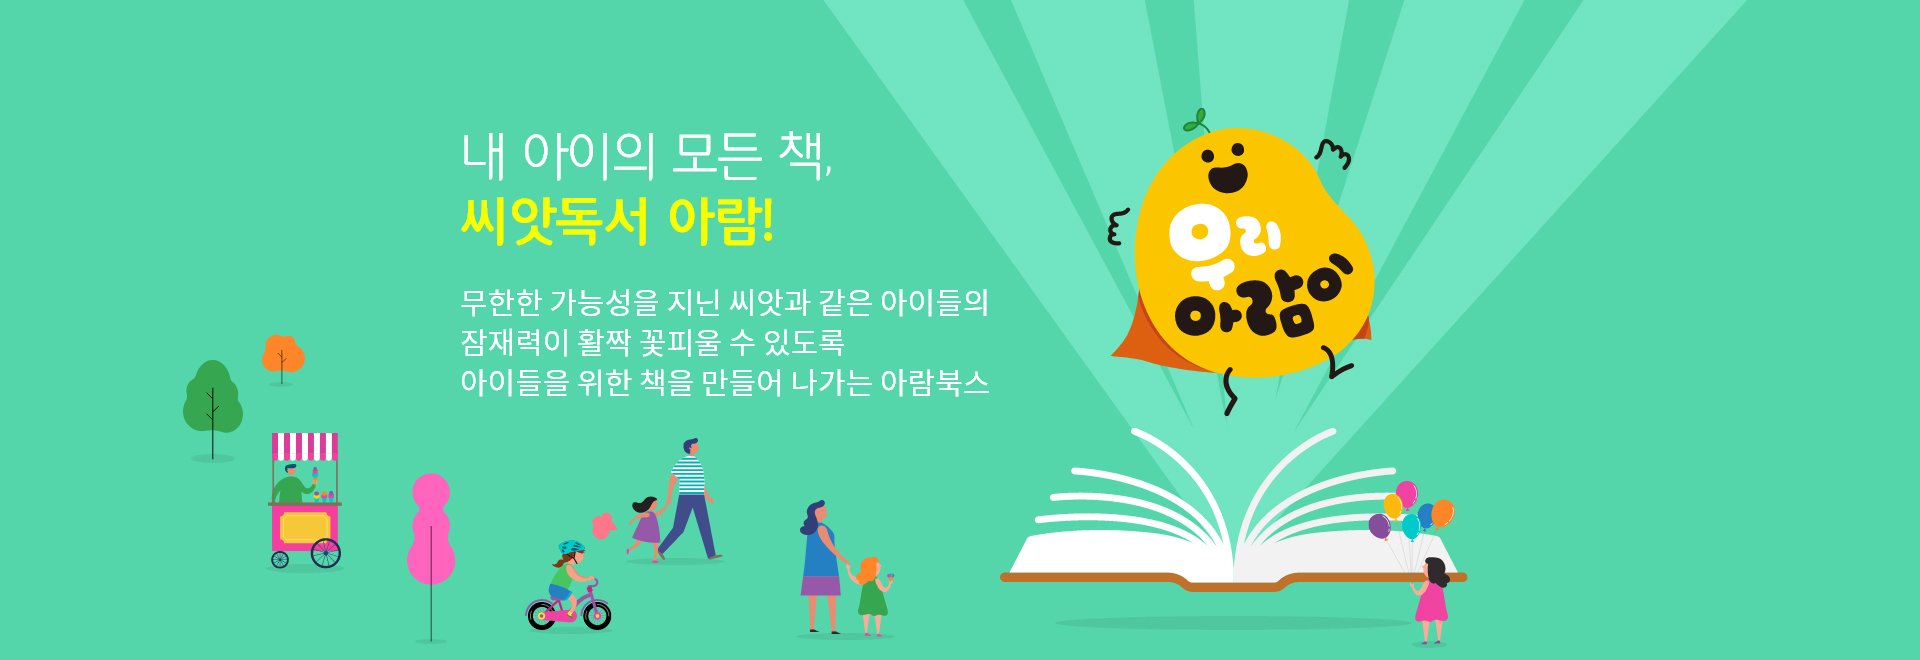 내 아이의 모든 책,
씨앗독서 아람!
무한한 가능성을 지닌 씨앗과 같은 아이들의
잠재력이 활짝 꽃피울 수 있도록
아이들을 위한 책을 만들어 나가는 아람북스
우리
아람이